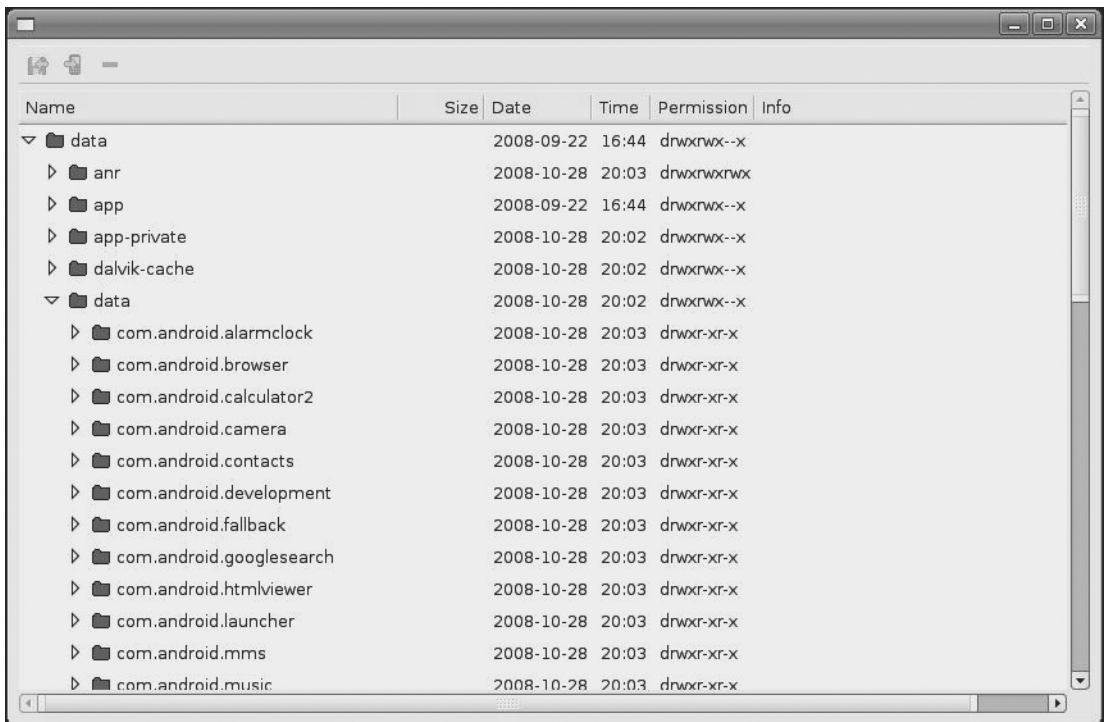 Name Size Date Time Permission Info
data 2008-09-22 16:44 drwxrwx--x
anr 2008-10-28 20:03 drwxrwxrwx
app 2008-09-22 16:44 drwxrwx--x
app-private 2008-10-28 20:02 drwxrwx--x
dalvik-cache 2008-10-28 20:02 drwxrwx--x
data 2008-10-28 20:02 drwxrwx--x
com.android.alarmclock 2008-10-28 20:03 drwxr-xr-x
com.android.browser 2008-10-28 20:03 drwxr-xr-x
com.android.calculator2 2008-10-28 20:03 drwxr-xr-x
com.android.camera 2008-10-28 20:03 drwxr-xr-x
com.android.contacts 2008-10-28 20:03 drwxr-xr-x
com.android.development 2008-10-28 20:03 drwxr-xr-x
com.android.fallback 2008-10-28 20:03 drwxr-xr-x
com.android.googlesearch 2008-10-28 20:03 drwxr-xr-x
com.android.htmlviewer 2008-10-28 20:03 drwxr-xr-x
com.android.launcher 2008-10-28 20:03 drwxr-xr-x
com.android.mms 2008-10-28 20:03 drwxr-xr-x
com.android.music 2008-10-28 20:03 drwxr-xr-x